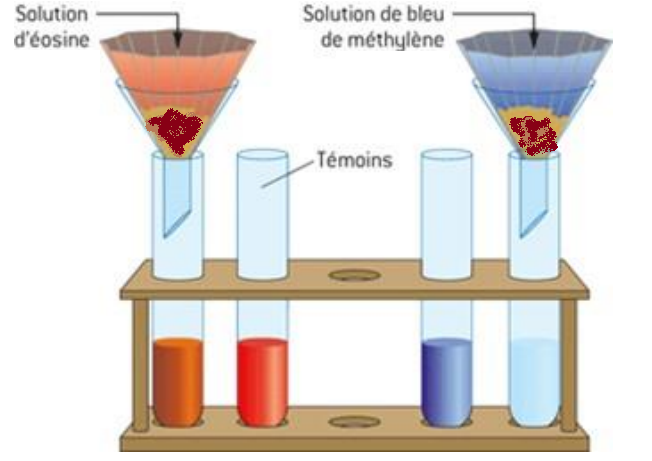 Solution
d'éosine
Solution de bleu
de méthylène
Témoins